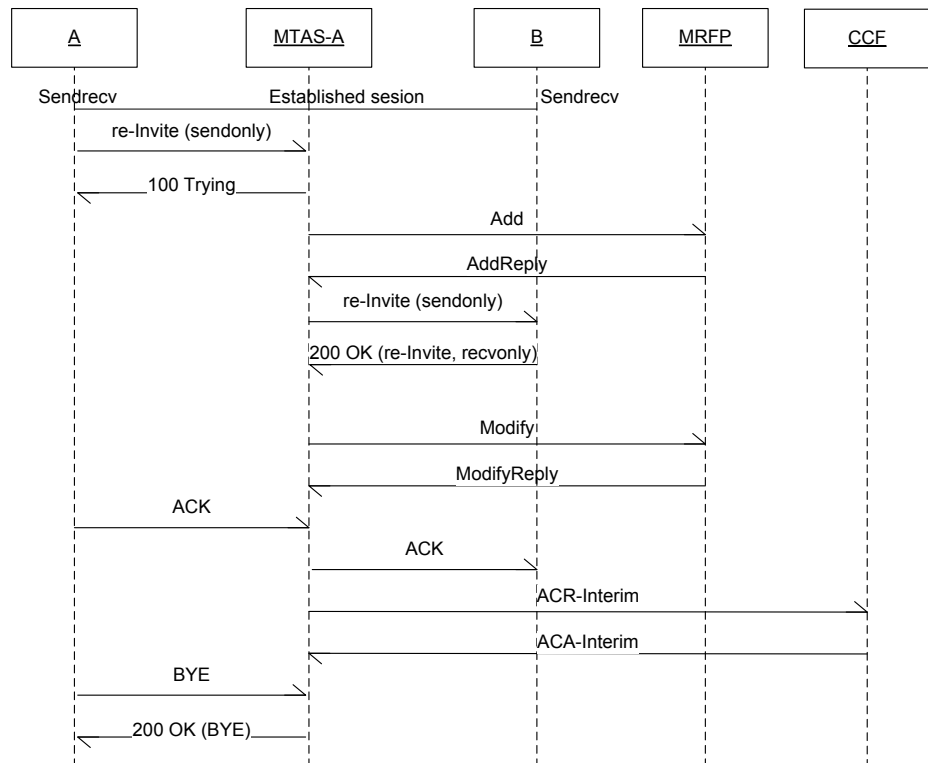 A
MTAS-A
B
MRFP
CCF
Sendrecv
Established sesion
Sendrecv
re-Invite (sendonly)
100 Trying
Add
AddReply
re-Invite (sendonly)
200 OK (re-Invite, recvonly)
Modify
ModifyReply
ACK
ACK
ACR-Interim
ACA-Interim
BYE
200 OK (BYE)